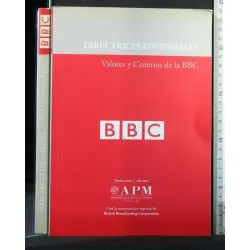 BBC
DIRECTRICES EDITORIALES
Valores y Criterios de la BBC
BBC
APM
British Broadcasting Corporation